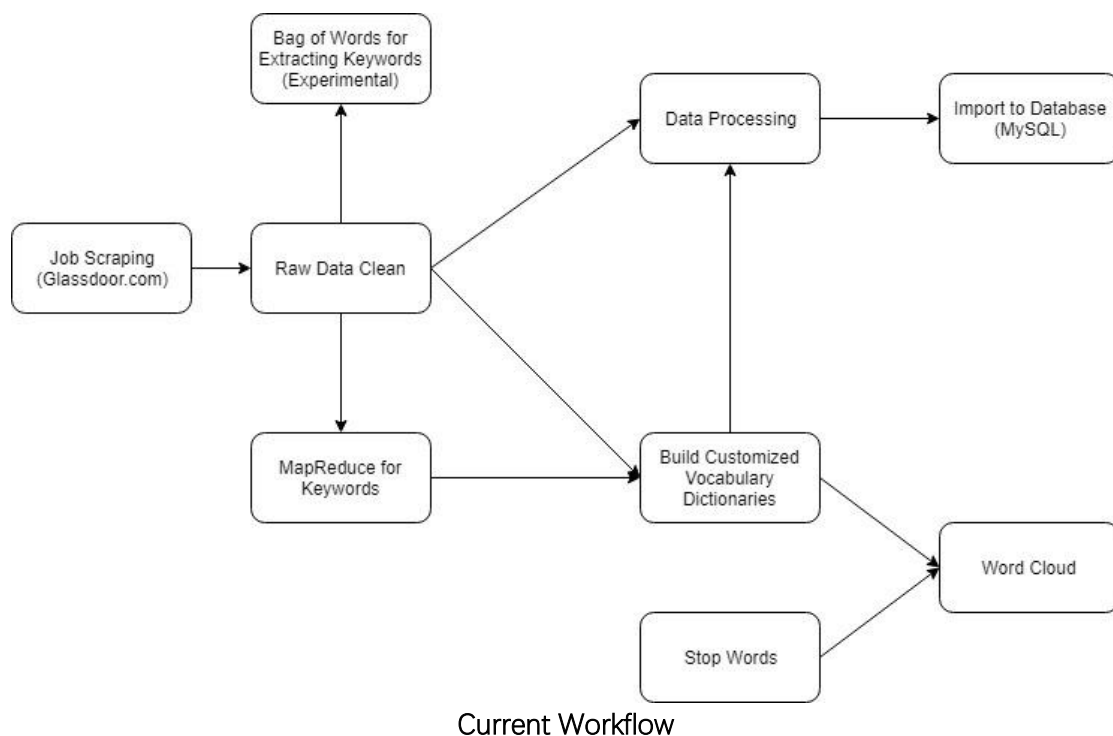 Bag of Words for
Extracting Keywords
(Experimental)
Data Processing
Import to Database
(MySQL)
Job Scraping
(Glassdoor.com)
Raw Data Clean
MapReduce for
Keywords
Build Customized
Vocabulary
Dictionaries
Word Cloud
Stop Words
Current Workflow